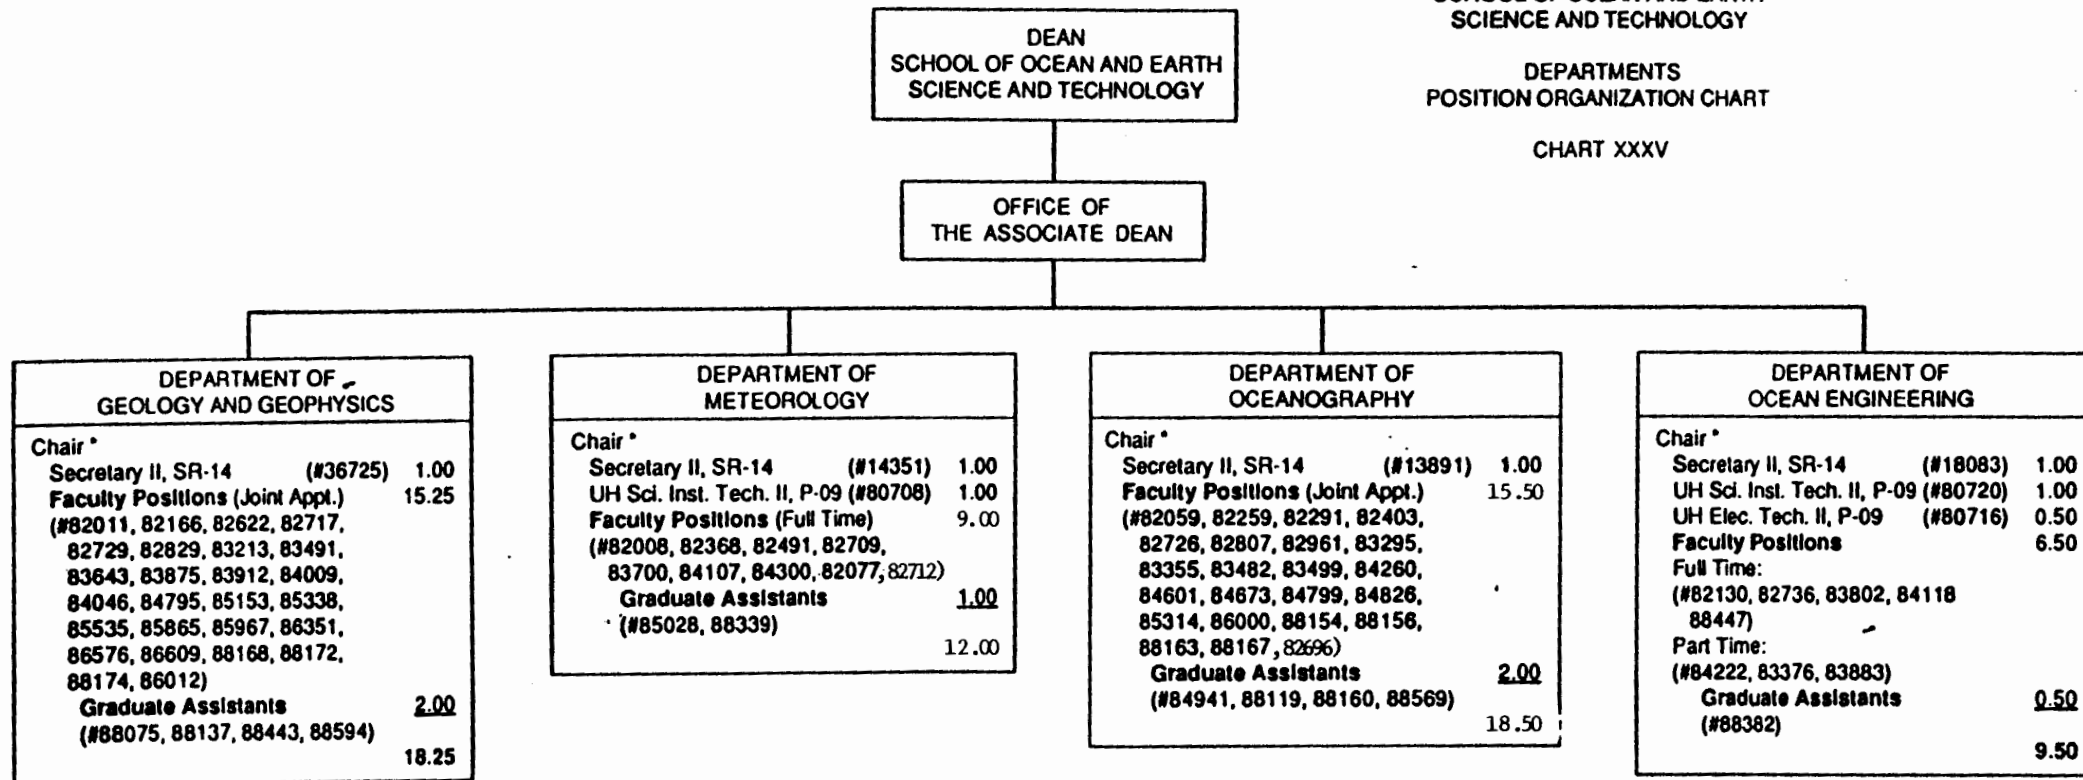 DEAN
SCHOOL OF OCEAN AND EARTH
SCIENCE AND TECHNOLOGY
SCHOOL OF OCEAN AND EARTH
SCIENCE AND TECHNOLOGY
DEPARTMENTS
POSITION ORGANIZATION CHART
CHART XXXV
OFFICE OF
THE ASSOCIATE DEAN
DEPARTMENT OF
GEOLOGY AND GEOPHYSICS
Chair *
Secretary II, SR-14 (#36725) 1.00
Faculty Positions (Joint Appt.) 15.25
(#82011, 82166, 82622, 82717,
82729, 82829, 83213, 83491,
83643, 83875, 83912, 84009,
84046, 84795, 85153, 85338,
85535, 85865, 85967, 86351,
86576, 86609, 88168, 88172,
88174, 86012)
Graduate Assistants 2.00
(#88075, 88137, 88443, 88594)
18.25
DEPARTMENT OF
METEOROLOGY
Chair *
Secretary II, SR-14 (#14351) 1.00
UH Sci. Inst. Tech. II, P-09 (#80708) 1.00
Faculty Positions (Full Time) 9.00
(#82008, 82368, 82491, 82709,
83700, 84107, 84300, 82077, 82712)
Graduate Assistants 1.00
(#85028, 88339)
12.00
DEPARTMENT OF
OCEANOGRAPHY
Chair *
Secretary II, SR-14 (#13891) 1.00
Faculty Positions (Joint Appt.) 15.50
(#82059, 82259, 82291, 82403,
82726, 82807, 82961, 83295,
83355, 83482, 83499, 84260,
84601, 84673, 84799, 84826,
85314, 86000, 88154, 88156,
88163, 88167, 82696)
Graduate Assistants 2.00
(#84941, 88119, 88160, 88569)
18.50
DEPARTMENT OF
OCEAN ENGINEERING
Chair *
Secretary II, SR-14 (#18083) 1.00
UH Sci. Inst. Tech. II, P-09 (#80720) 1.00
UH Elec. Tech. II, P-09 (#80716) 0.50
Faculty Positions 6.50
Full Time:
(#82130, 82736, 83802, 84118
88447)
Part Time:
(#84222, 83376, 83883)
Graduate Assistants 0.50
(#88382)
9.50